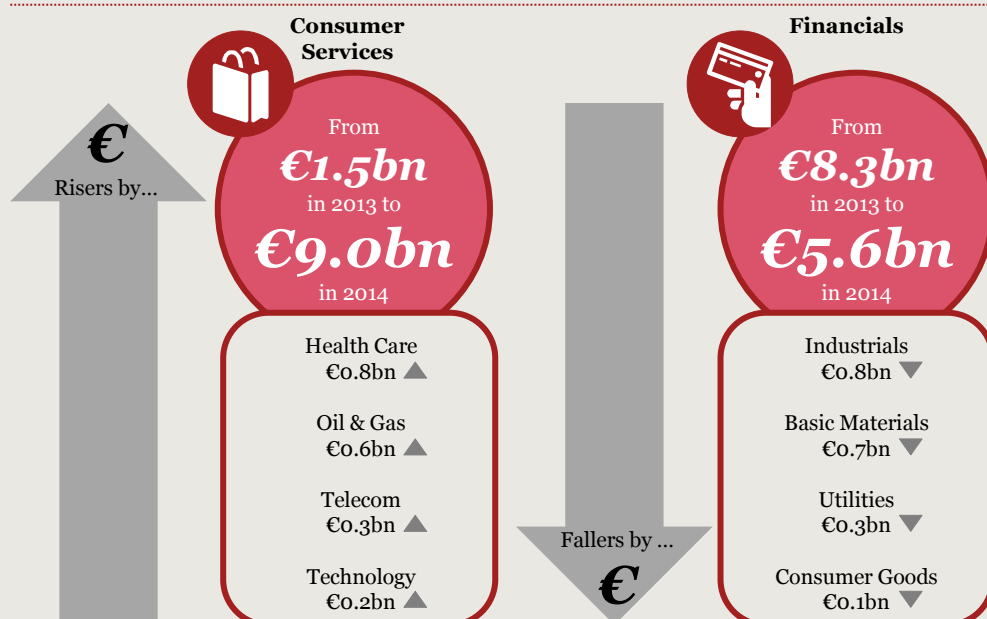 Consumer
Services
From
€1.5bn
in 2013 to
€9.0bn
in 2014
€
Risers by...
Health Care
€0.8bn
Oil & Gas
€0.6bn
Telecom
€0.3bn
Technology
€0.2bn
Financials
From
€8.3bn
in 2013 to
€5.6bn
in 2014
Fallers by ...
€
Industrials
€0.8bn
Basic Materials
€0.7bn
Utilities
€0.3bn
Consumer Goods
€0.1bn